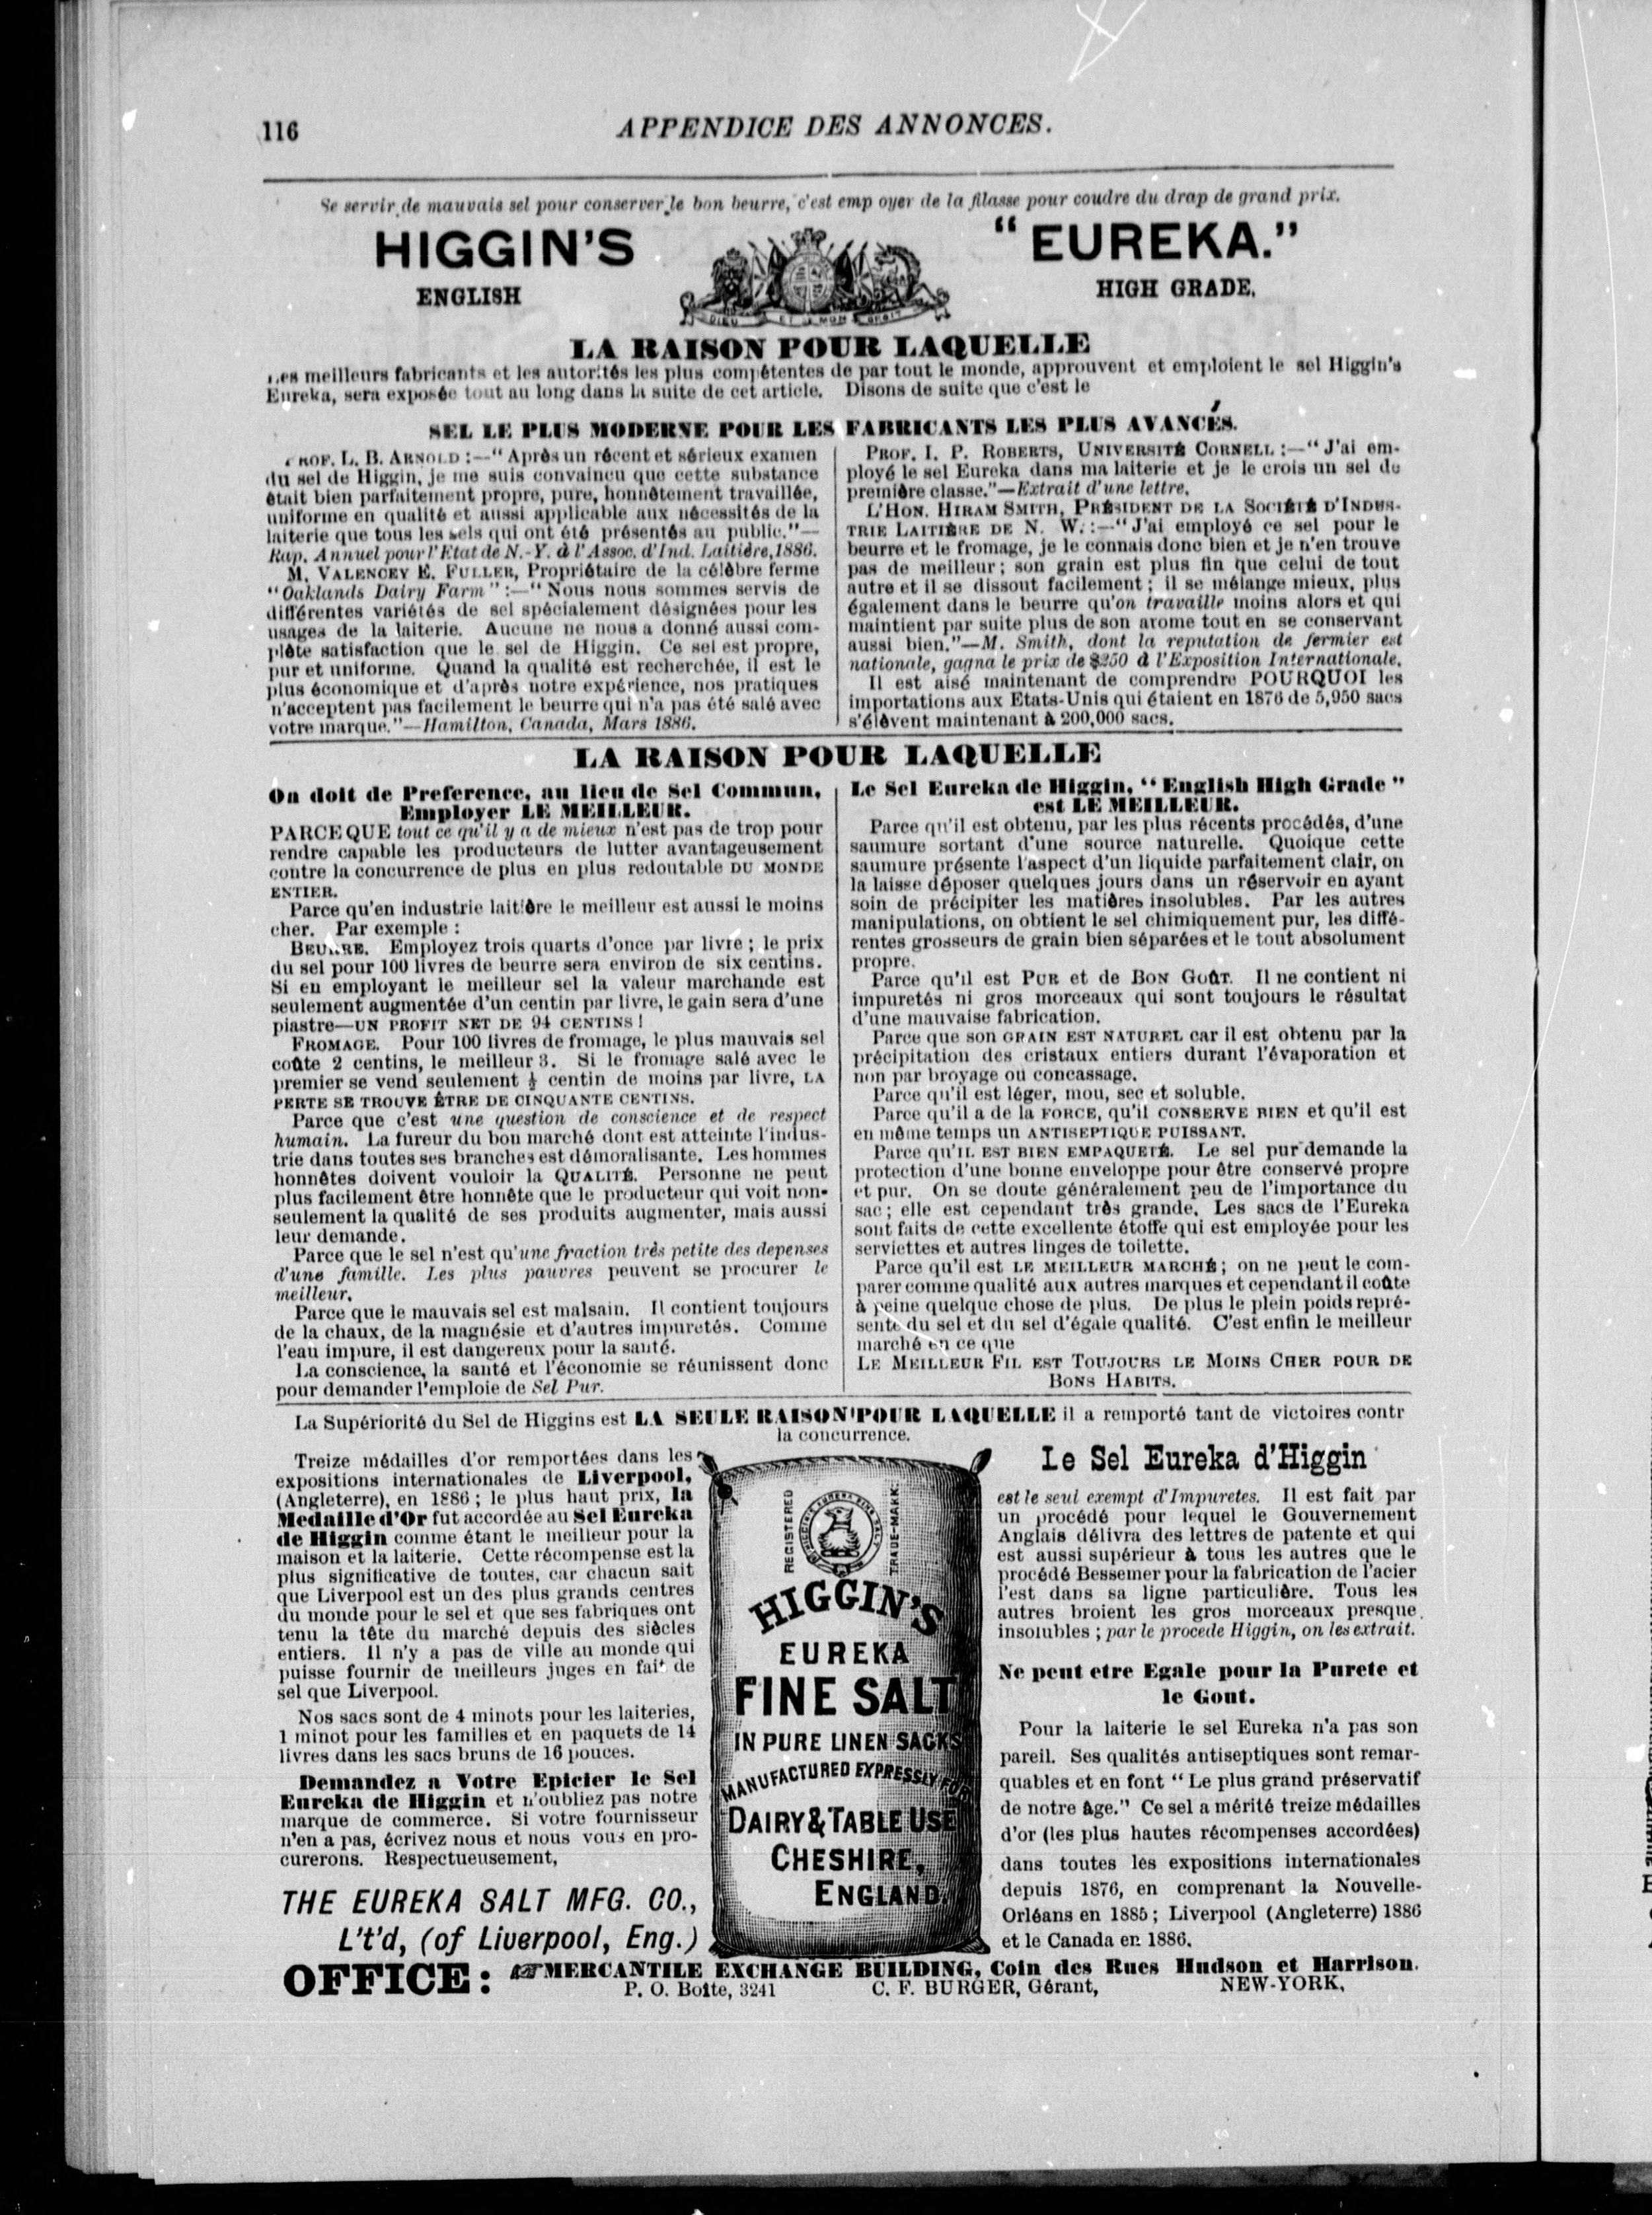 116
APPENDICE DES ANNONCES.
Se servir de mauvais sel pour conserver le bon beurre, c'est emp oyer de la filasse pour coudre du drap de grand prix.
HIGGIN'S
ENGLISH
DIEU ET MON DROIT
"EUREKA."
HIGH GRADE.
LA RAISON POUR LAQUELLE
Les meilleurs fabricants et les autorités les plus compétentes de par tout le monde, approuvent et emploient le sel Higgin's
Eureka, sera exposée tout au long dans la suite de cet article. Disons de suite que c'est le
SEL LE PLUS MODERNE POUR LES FABRICANTS LES PLUS AVANCÉS.
PROF. L. B. ARNOLD :—"Après un récent et sérieux examen
du sel de Higgin, je me suis convaincu que cette substance
était bien parfaitement propre, pure, honnêtement travaillée,
uniforme en qualité et aussi applicable aux nécessités de la
laiterie que tous les sels qui ont été présentés au public."—
Rap. Annuel pour l'Etat de N.-Y. à l'Assoc. d'Ind. Laitière, 1886.
M. VALENCEY E. FULLER, Propriétaire de la célèbre ferme
"Oaklands Dairy Farm" :—"Nous nous sommes servis de
différentes variétés de sel spécialement désignées pour les
usages de la laiterie. Aucune ne nous a donné aussi com-
plète satisfaction que le sel de Higgin. Ce sel est propre,
pur et uniforme. Quand la qualité est recherchée, il est le
plus économique et d'après notre expérience, nos pratiques
n'acceptent pas facilement le beurre qui n'a pas été salé avec
votre marque."—Hamilton, Canada, Mars 1886.
PROF. I. P. ROBERTS, UNIVERSITÉ CORNELL :—"J'ai em-
ployé le sel Eureka dans ma laiterie et je le crois un sel de
première classe."—Extrait d'une lettre.
L'HON. HIRAM SMITH, PRÉSIDENT DE LA SOCIÉTÉ D'INDUS-
TRIE LAITIÈRE DE N. W. :—"J'ai employé ce sel pour le
beurre et le fromage, je le connais donc bien et je n'en trouve
pas de meilleur ; son grain est plus fin que celui de tout
autre et il se dissout facilement ; il se mélange mieux, plus
également dans le beurre qu'on travaille moins alors et qui
maintient par suite plus de son arome tout en se conservant
aussi bien."—M. Smith, dont la reputation de fermier est
nationale, gagna le prix de $250 à l'Exposition Internationale.
Il est aisé maintenant de comprendre POURQUOI les
importations aux Etats-Unis qui étaient en 1876 de 5,950 sacs
s'élèvent maintenant à 200,000 sacs.
LA RAISON POUR LAQUELLE
On doit de Preference, au lieu de Sel Commun,
Employer LE MEILLEUR.
PARCE QUE tout ce qu'il y a de mieux n'est pas de trop pour
rendre capable les producteurs de lutter avantageusement
contre la concurrence de plus en plus redoutable DU MONDE
ENTIER.
Parce qu'en industrie laitière le meilleur est aussi le moins
cher. Par exemple :
BEURRE. Employez trois quarts d'once par livre ; le prix
du sel pour 100 livres de beurre sera environ de six centins.
Si en employant le meilleur sel la valeur marchande est
seulement augmentée d'un centin par livre, le gain sera d'une
piastre—UN PROFIT NET DE 94 CENTINS !
FROMAGE. Pour 100 livres de fromage, le plus mauvais sel
coûte 2 centins, le meilleur 3. Si le fromage salé avec le
premier se vend seulement ½ centin de moins par livre, LA
PERTE SE TROUVE ÊTRE DE CINQUANTE CENTINS.
Parce que c'est une question de conscience et de respect
humain. La fureur du bon marché dont est atteinte l'indus-
trie dans toutes ses branches est démoralisante. Les hommes
honnêtes doivent vouloir la QUALITÉ. Personne ne peut
plus facilement être honnête que le producteur qui voit non-
seulement la qualité de ses produits augmenter, mais aussi
leur demande.
Parce que le sel n'est qu'une fraction très petite des depenses
d'une famille. Les plus pauvres peuvent se procurer le
meilleur.
Parce que le mauvais sel est malsain. Il contient toujours
de la chaux, de la magnésie et d'autres impuretés. Comme
l'eau impure, il est dangereux pour la santé.
La conscience, la santé et l'économie se réunissent donc
pour demander l'emploie de Sel Pur.
Le Sel Eureka de Higgin, "English High Grade"
est LE MEILLEUR.
Parce qu'il est obtenu, par les plus récents procédés, d'une
saumure sortant d'une source naturelle. Quoique cette
saumure présente l'aspect d'un liquide parfaitement clair, on
la laisse déposer quelques jours dans un réservoir en ayant
soin de précipiter les matières insolubles. Par les autres
manipulations, on obtient le sel chimiquement pur, les diffé-
rentes grosseurs de grain bien séparées et le tout absolument
propre.
Parce qu'il est PUR et de BON GOÛT. Il ne contient ni
impuretés ni gros morceaux qui sont toujours le résultat
d'une mauvaise fabrication.
Parce que son GRAIN EST NATUREL car il est obtenu par la
précipitation des cristaux entiers durant l'évaporation et
non par broyage ou concassage.
Parce qu'il est léger, mou, sec et soluble.
Parce qu'il a de la FORCE, qu'il CONSERVE BIEN et qu'il est
en même temps un ANTISEPTIQUE PUISSANT.
Parce qu'IL EST BIEN EMPAQUETÉ. Le sel pur demande la
protection d'une bonne enveloppe pour être conservé propre
et pur. On se doute généralement peu de l'importance du
sac ; elle est cependant très grande. Les sacs de l'Eureka
sont faits de cette excellente étoffe qui est employée pour les
serviettes et autres linges de toilette.
Parce qu'il est LE MEILLEUR MARCHÉ ; on ne peut le com-
parer comme qualité aux autres marques et cependant il coûte
à peine quelque chose de plus. De plus le plein poids repré-
sente du sel et du sel d'égale qualité. C'est enfin le meilleur
marché en ce que
LE MEILLEUR FIL EST TOUJOURS LE MOINS CHER POUR DE
BONS HABITS.
La Supériorité du Sel de Higgins est LA SEULE RAISON POUR LAQUELLE il a remporté tant de victoires contr
la concurrence.
Treize médailles d'or remportées dans les
expositions internationales de Liverpool,
(Angleterre), en 1886 ; le plus haut prix, la
Medaille d'Or fut accordée au Sel Eureka
de Higgin comme étant le meilleur pour la
maison et la laiterie. Cette récompense est la
plus significative de toutes, car chacun sait
que Liverpool est un des plus grands centres
du monde pour le sel et que ses fabriques ont
tenu la tête du marché depuis des siècles
entiers. Il n'y a pas de ville au monde qui
puisse fournir de meilleurs juges en fait de
sel que Liverpool.
Nos sacs sont de 4 minots pour les laiteries,
1 minot pour les familles et en paquets de 14
livres dans les sacs bruns de 16 pouces.
Demandez a Votre Epicier le Sel
Eureka de Higgin et n'oubliez pas notre
marque de commerce. Si votre fournisseur
n'en a pas, écrivez nous et nous vous en pro-
curerons. Respectueusement,
THE EUREKA SALT MFG. CO.,
L't'd, (of Liverpool, Eng.)
REGISTERED
HIGGIN'S EUREKA FINE SALT
TRADE-MARK.
HIGGIN'S
EUREKA
FINE SALT
IN PURE LINEN SACKS
MANUFACTURED EXPRESSLY FOR
DAIRY & TABLE USE
CHESHIRE,
ENGLAND.
Le Sel Eureka d'Higgin
est le seul exempt d'Impuretes. Il est fait par
un procédé pour lequel le Gouvernement
Anglais délivra des lettres de patente et qui
est aussi supérieur à tous les autres que le
procédé Bessemer pour la fabrication de l'acier
l'est dans sa ligne particulière. Tous les
autres broient les gros morceaux presque
insolubles ; par le procede Higgin, on les extrait.
Ne peut etre Egale pour la Purete et
le Gout.
Pour la laiterie le sel Eureka n'a pas son
pareil. Ses qualités antiseptiques sont remar-
quables et en font "Le plus grand préservatif
de notre âge." Ce sel a mérité treize médailles
d'or (les plus hautes récompenses accordées)
dans toutes les expositions internationales
depuis 1876, en comprenant la Nouvelle-
Orléans en 1885 ; Liverpool (Angleterre) 1886
et le Canada en 1886.
OFFICE : MERCANTILE EXCHANGE BUILDING, Coin des Rues Hudson et Harrison.
P. O. Boîte, 3241 C. F. BURGER, Gérant, NEW-YORK,